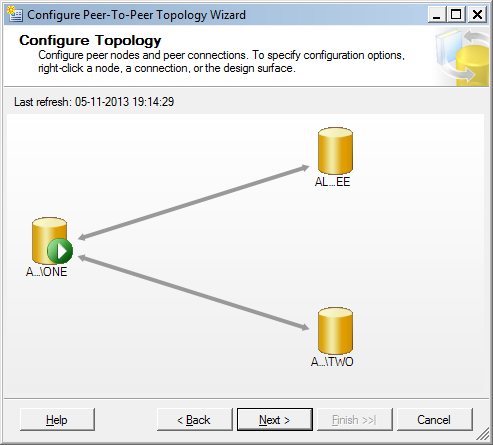 Configure Peer-To-Peer Topology Wizard
Configure Topology
Configure peer nodes and peer connections. To specify configuration options,
right-click a node, a connection, or the design surface.
Last refresh: 05-11-2013 19:14:29
AL...EE
A...\ONE
A...\TWO
Help
< Back
Next >
Finish >>|
Cancel